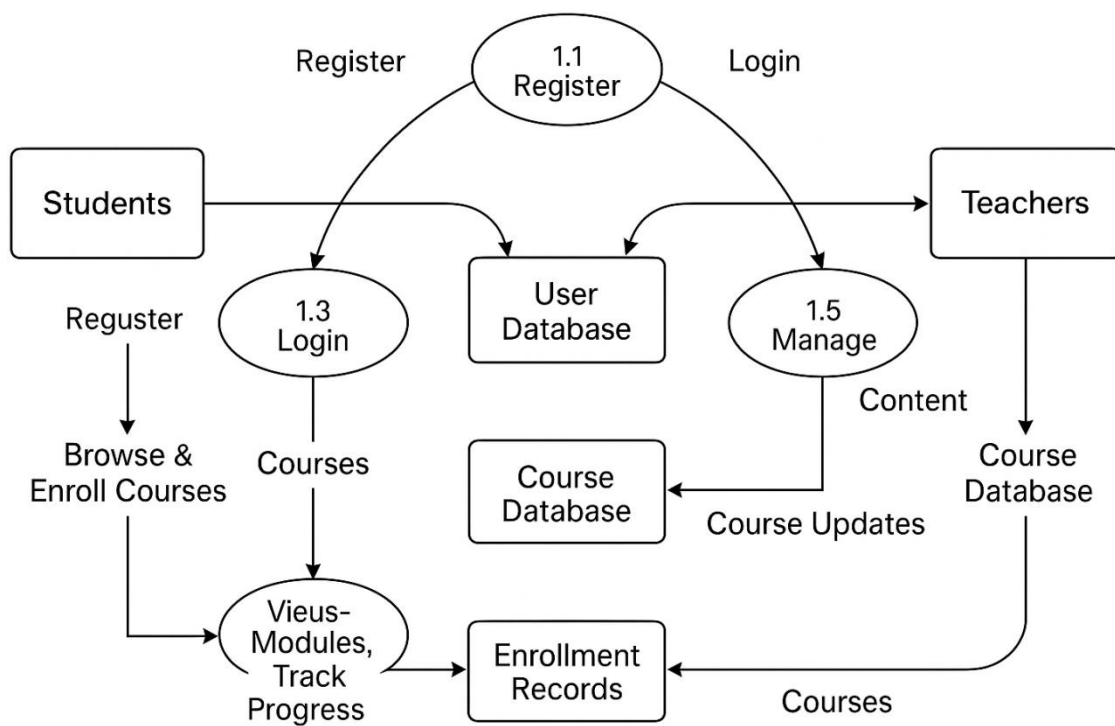 Register
1.1
Register
Login
Students
Teachers
1.3
Login
User
Database
1.5
Manage
Reguster
Content
Browse &
Enroll Courses
Courses
Course
Database
Course Updates
Course
Database
Vieus-
Modules,
Track
Progress
Enrollment
Records
Courses